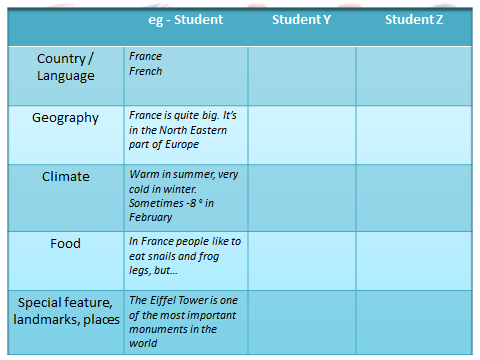 eg - Student Student Y Student Z
Country /
Language
France
French
Geography
France is quite big. It's
in the North Eastern
part of Europe
Climate
Warm in summer, very
cold in winter.
Sometimes -8 º in
February
Food
In France people like to
eat snails and frog
legs, but...
Special feature,
landmarks, places
The Eiffel Tower is one
of the most important
monuments in the
world